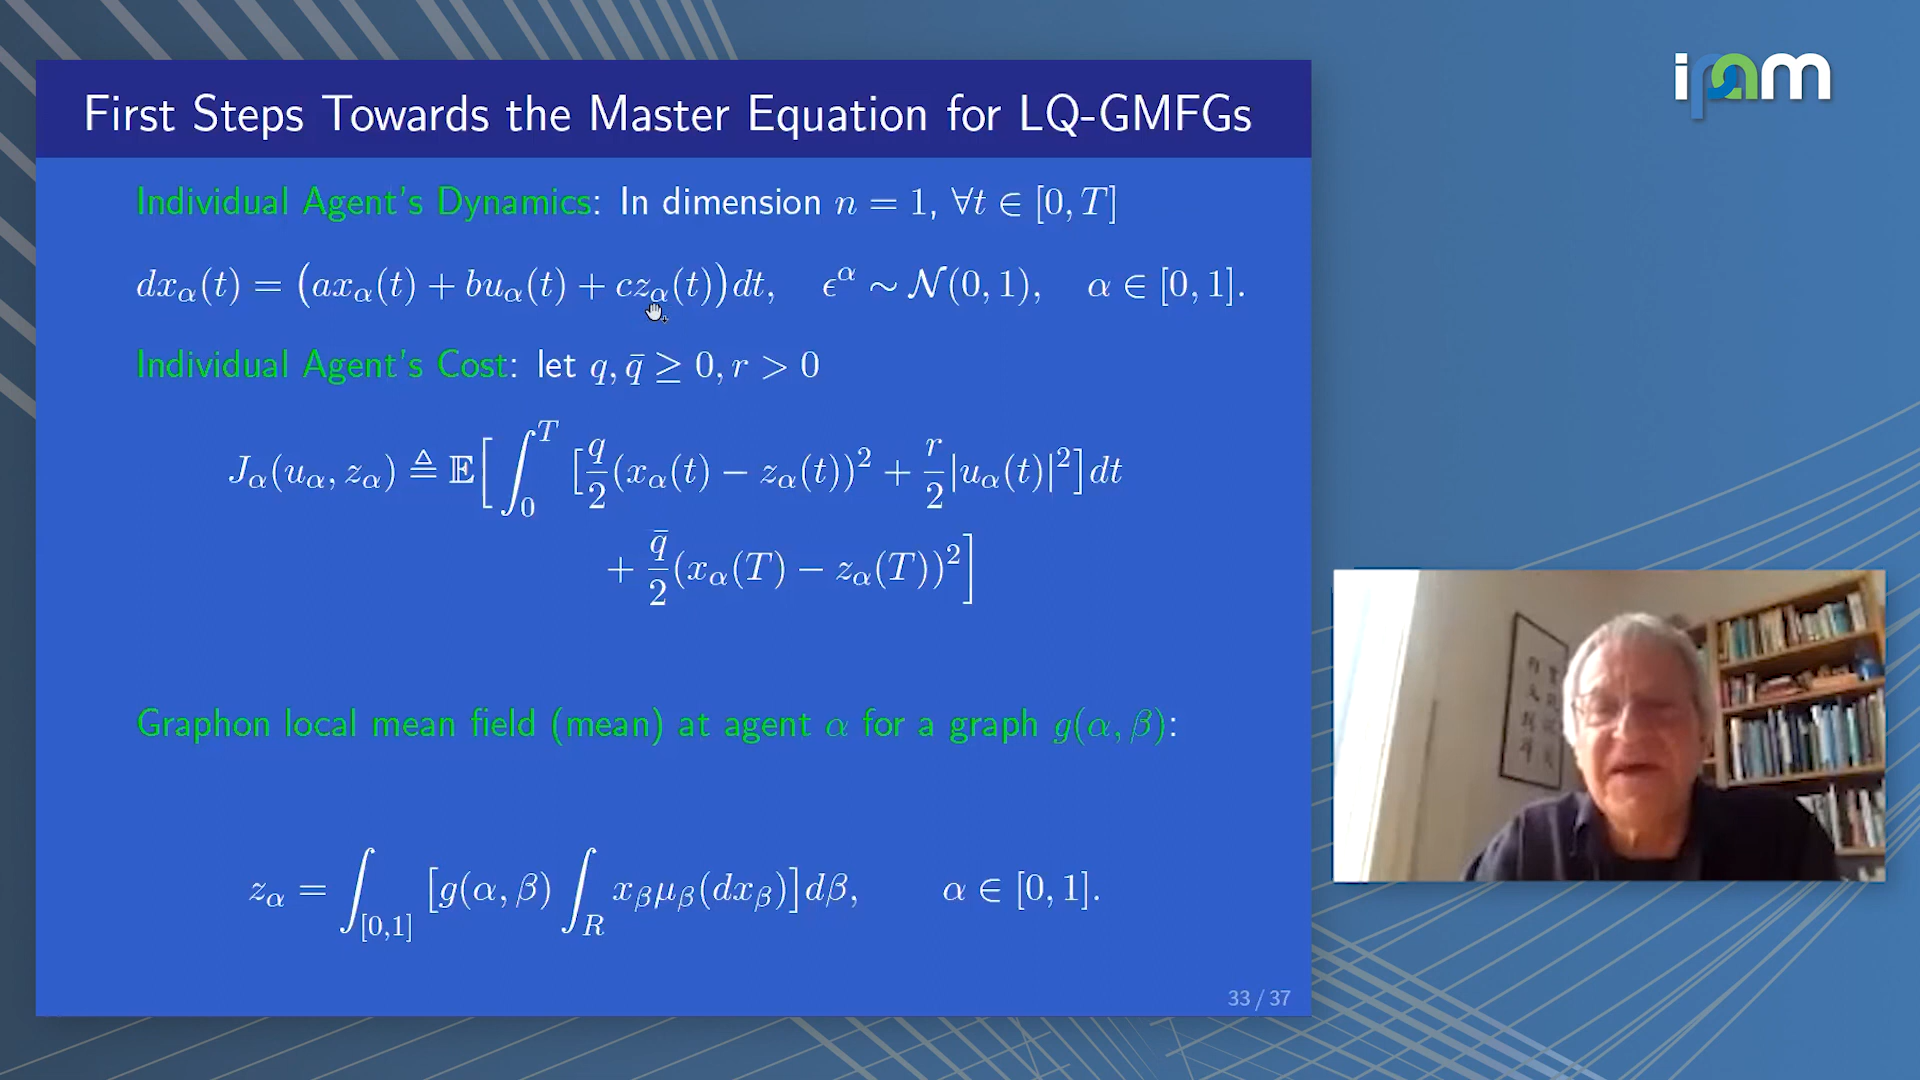 ipam
First Steps Towards the Master Equation for LQ-GMFGs
Individual Agent's Dynamics: In dimension n = 1, ∀t ∈ [0, T]
dx_α(t) = (ax_α(t) + bu_α(t) + cz_α(t))dt, ϵ^α ∼ 𝒩(0, 1), α ∈ [0, 1].
Individual Agent's Cost: let q, q̄ ≥ 0, r > 0
J_α(u_α, z_α) ≜ 𝔼[∫_0^T [q/2 (x_α(t) − z_α(t))² + r/2 |u_α(t)|²]dt
+ q̄/2 (x_α(T) − z_α(T))²]
Graphon local mean field (mean) at agent α for a graph g(α, β):
z_α = ∫_[0,1] [g(α, β) ∫_R x_β μ_β(dx_β)]dβ, α ∈ [0, 1].
33 / 37